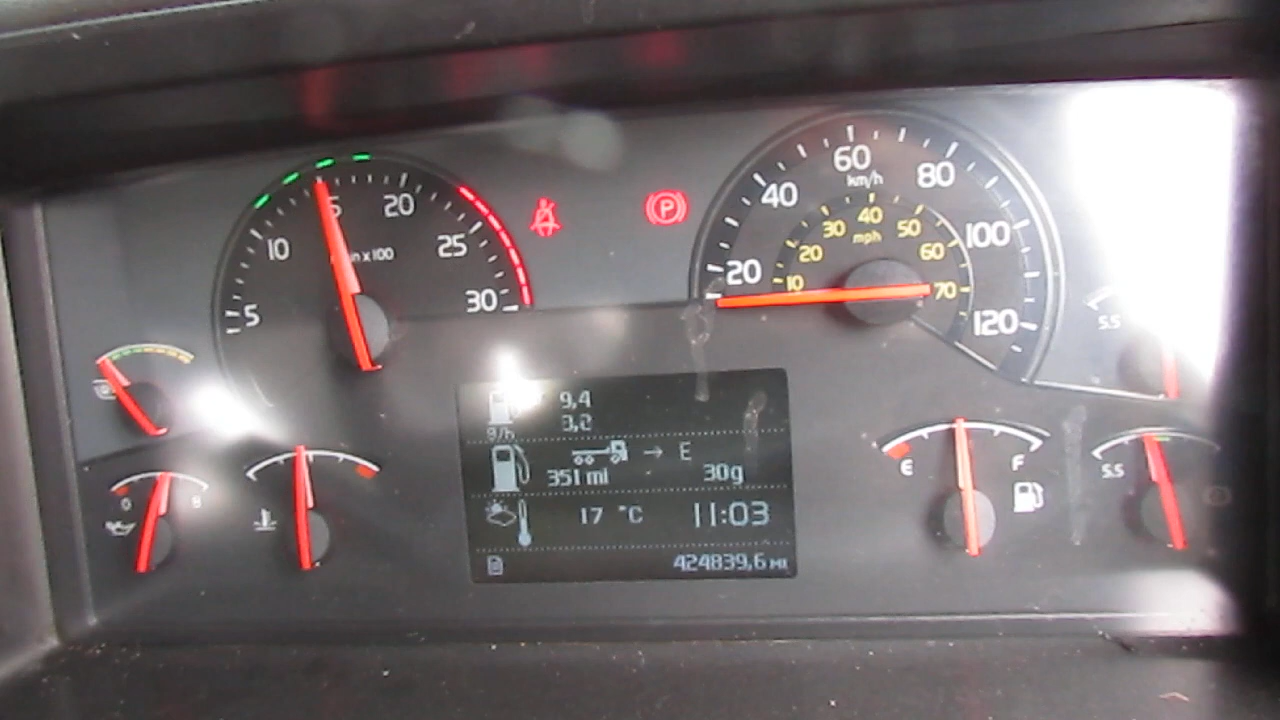 5
10
5
20
25
30
n x 100
20
40
60
80
100
120
km/h
10
20
30
40
50
60
70
mph
P
9,4
3,2
g/h
→ E
351 ml
30g
17 °C
11:03
424839,6 MI
0
8
E
F
5.5
5.5